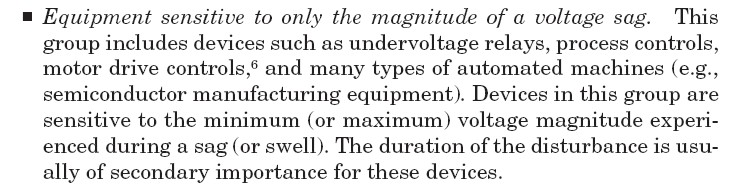 ■ Equipment sensitive to only the magnitude of a voltage sag. This
group includes devices such as undervoltage relays, process controls,
motor drive controls,⁶ and many types of automated machines (e.g.,
semiconductor manufacturing equipment). Devices in this group are
sensitive to the minimum (or maximum) voltage magnitude experi-
enced during a sag (or swell). The duration of the disturbance is usu-
ally of secondary importance for these devices.